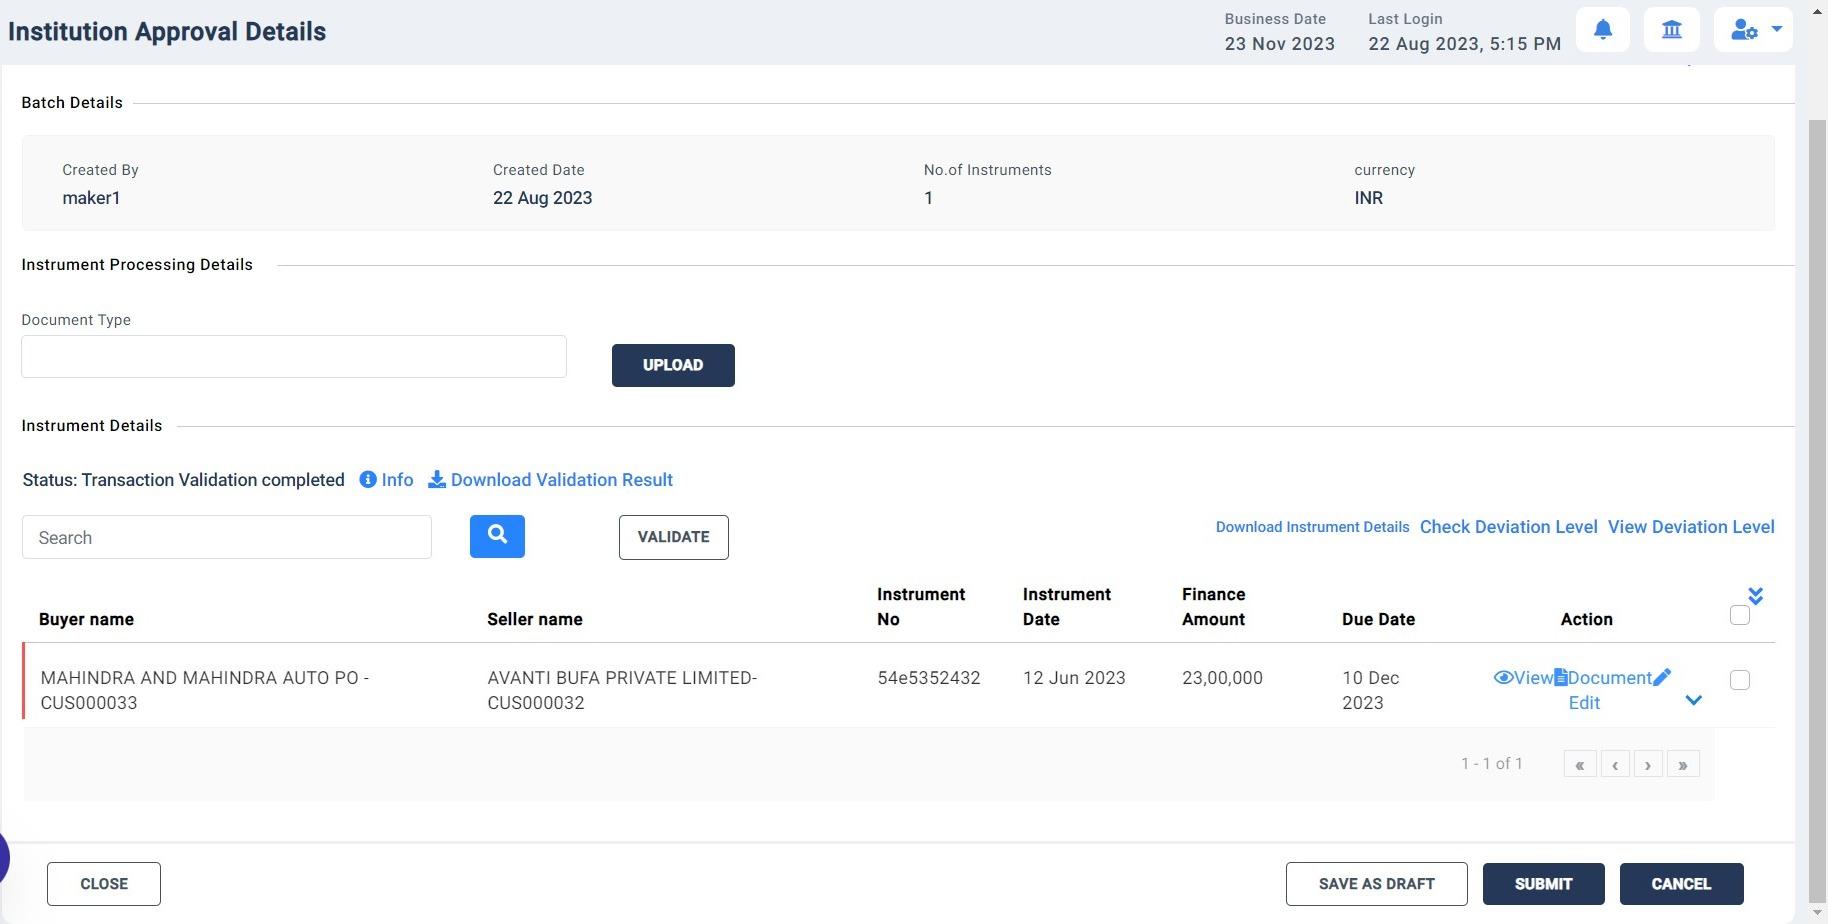 Institution Approval Details
Business Date
23 Nov 2023
Last Login
22 Aug 2023, 5:15 PM
Batch Details
Created By
maker1
Created Date
22 Aug 2023
No.of Instruments
1
currency
INR
Instrument Processing Details
Document Type
UPLOAD
Instrument Details
Status: Transaction Validation completed Info Download Validation Result
Search
VALIDATE
Download Instrument Details Check Deviation Level View Deviation Level
Buyer name
Seller name
Instrument
No
Instrument
Date
Finance
Amount
Due Date
Action
MAHINDRA AND MAHINDRA AUTO PO -
CUS000033
AVANTI BUFA PRIVATE LIMITED-
CUS000032
54e5352432
12 Jun 2023
23,00,000
10 Dec
2023
View Document
Edit
1 - 1 of 1 « ‹ › »
CLOSE
SAVE AS DRAFT
SUBMIT
CANCEL